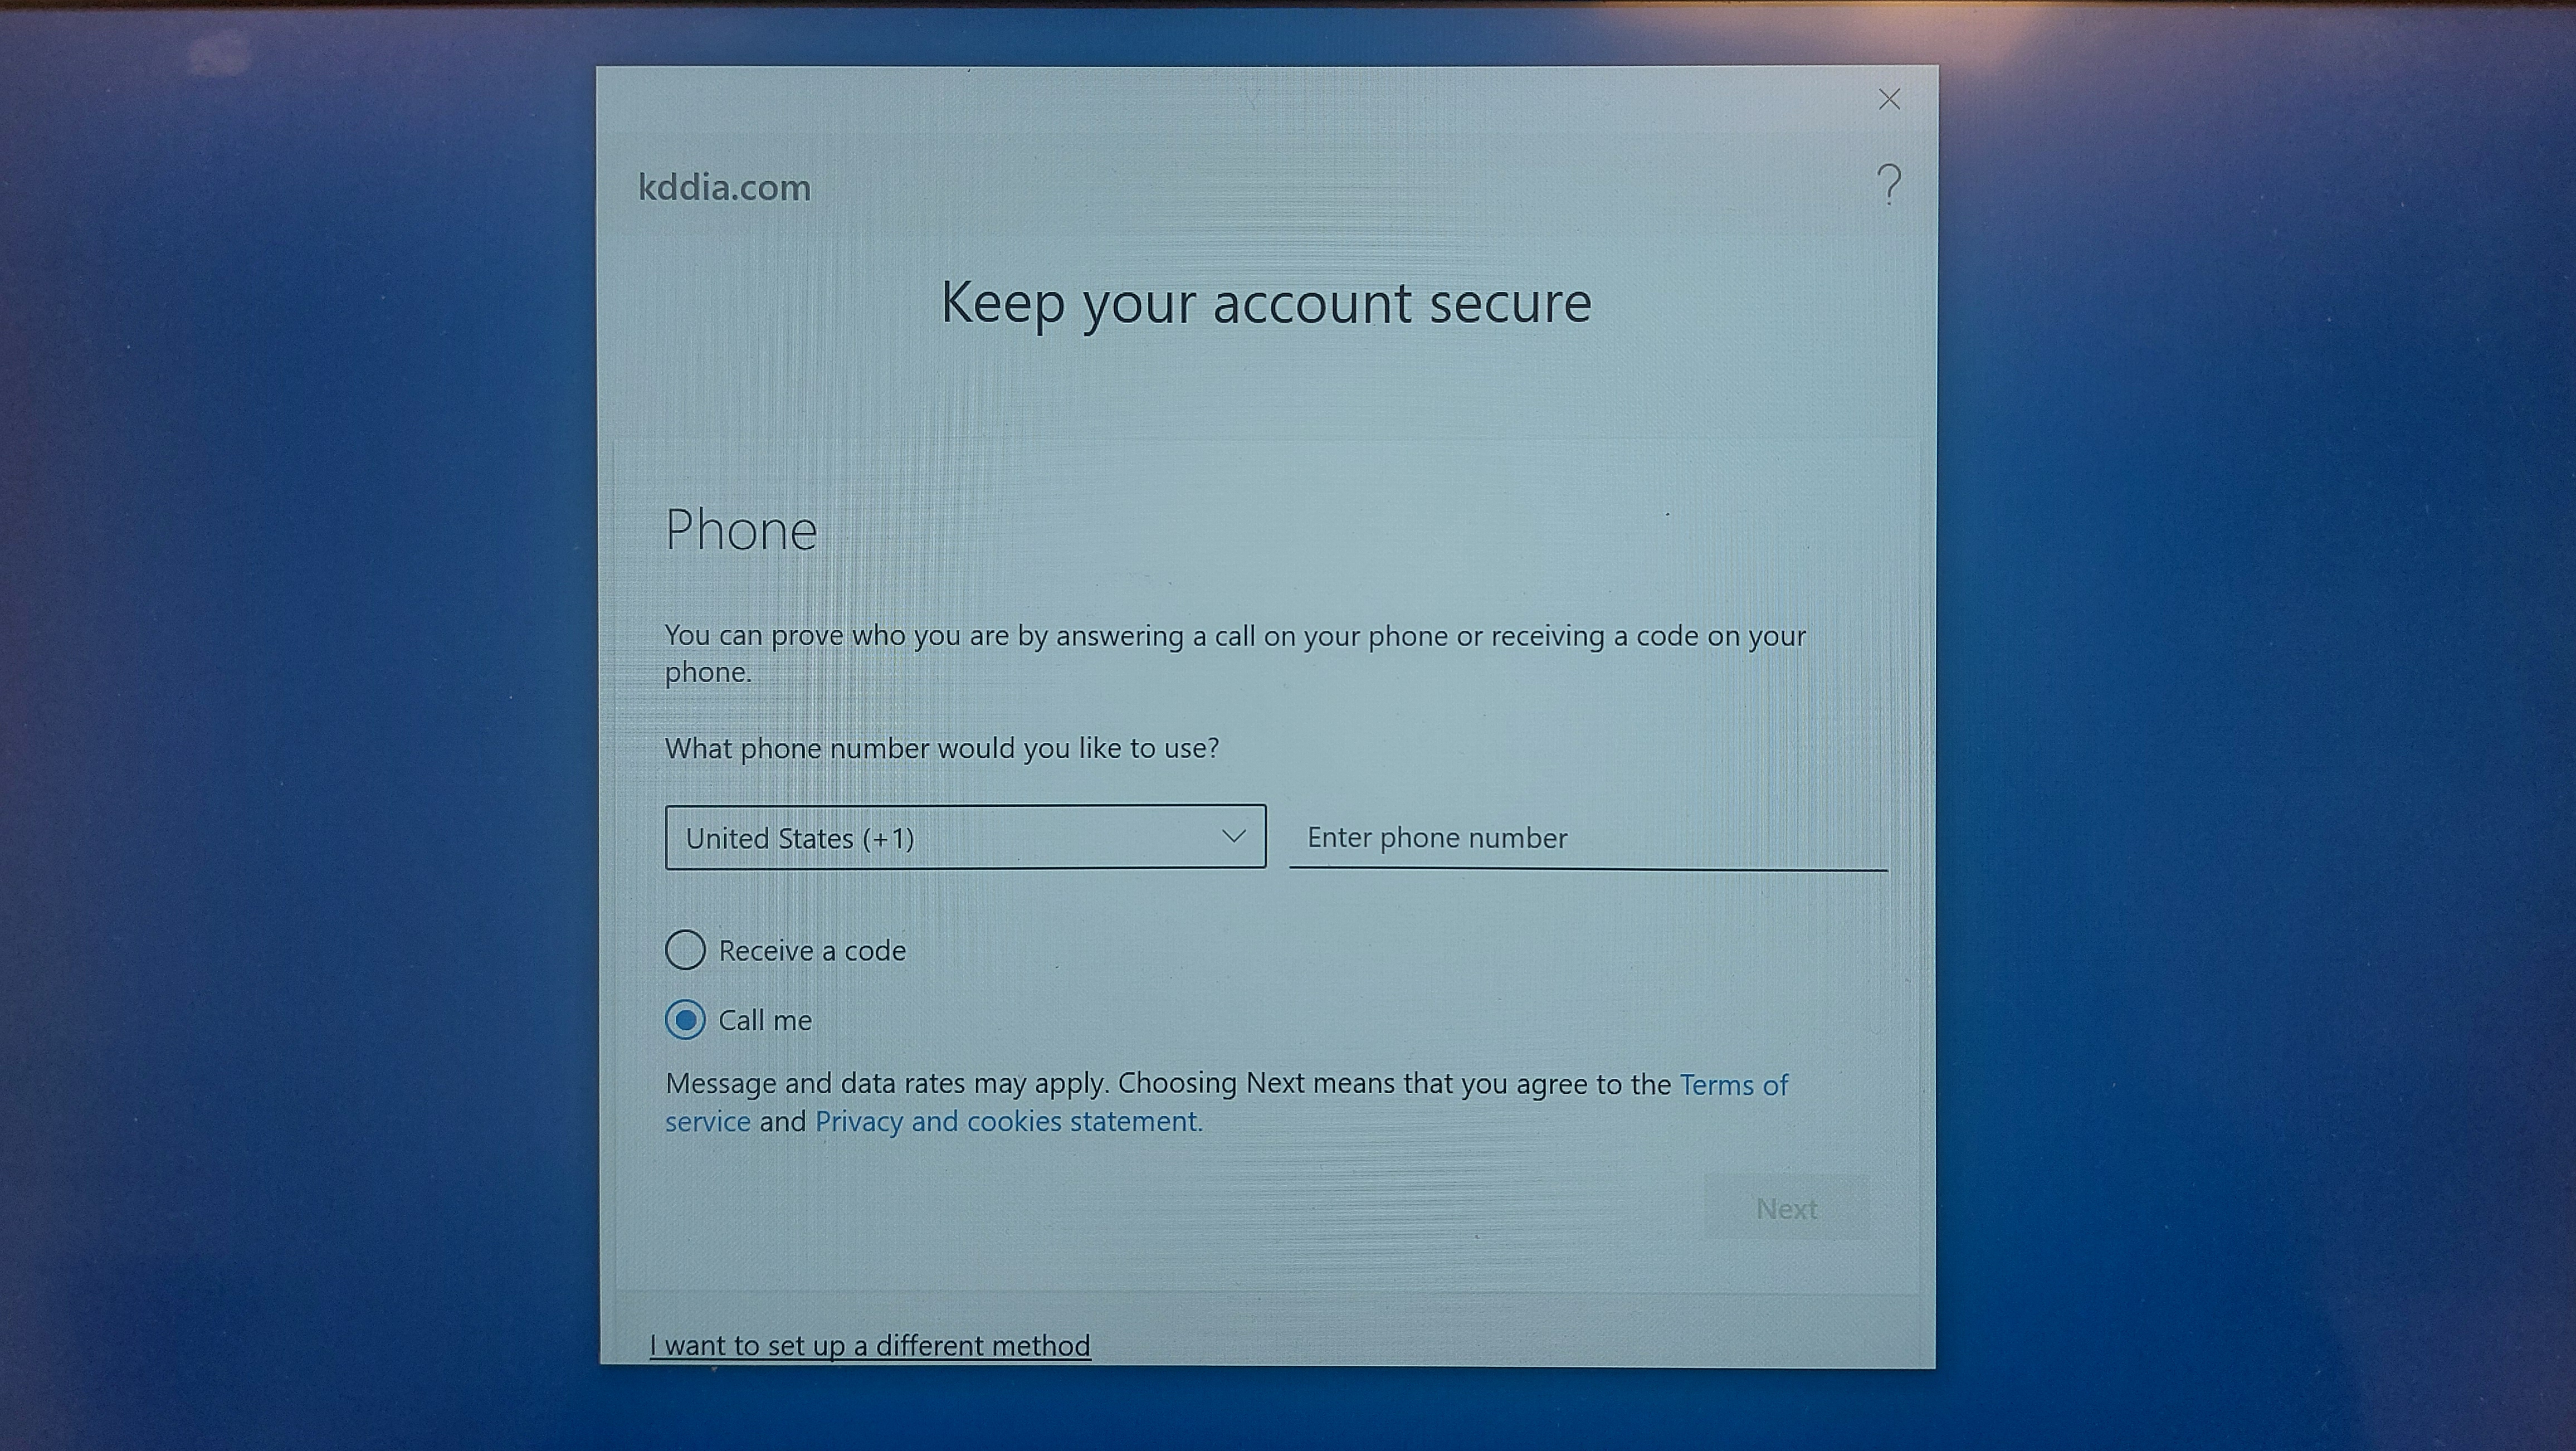 kddia.com
Keep your account secure
Phone
You can prove who you are by answering a call on your phone or receiving a code on your
phone.
What phone number would you like to use?
United States (+1)
Enter phone number
Receive a code
Call me
Message and data rates may apply. Choosing Next means that you agree to the Terms of
service and Privacy and cookies statement.
Next
I want to set up a different method